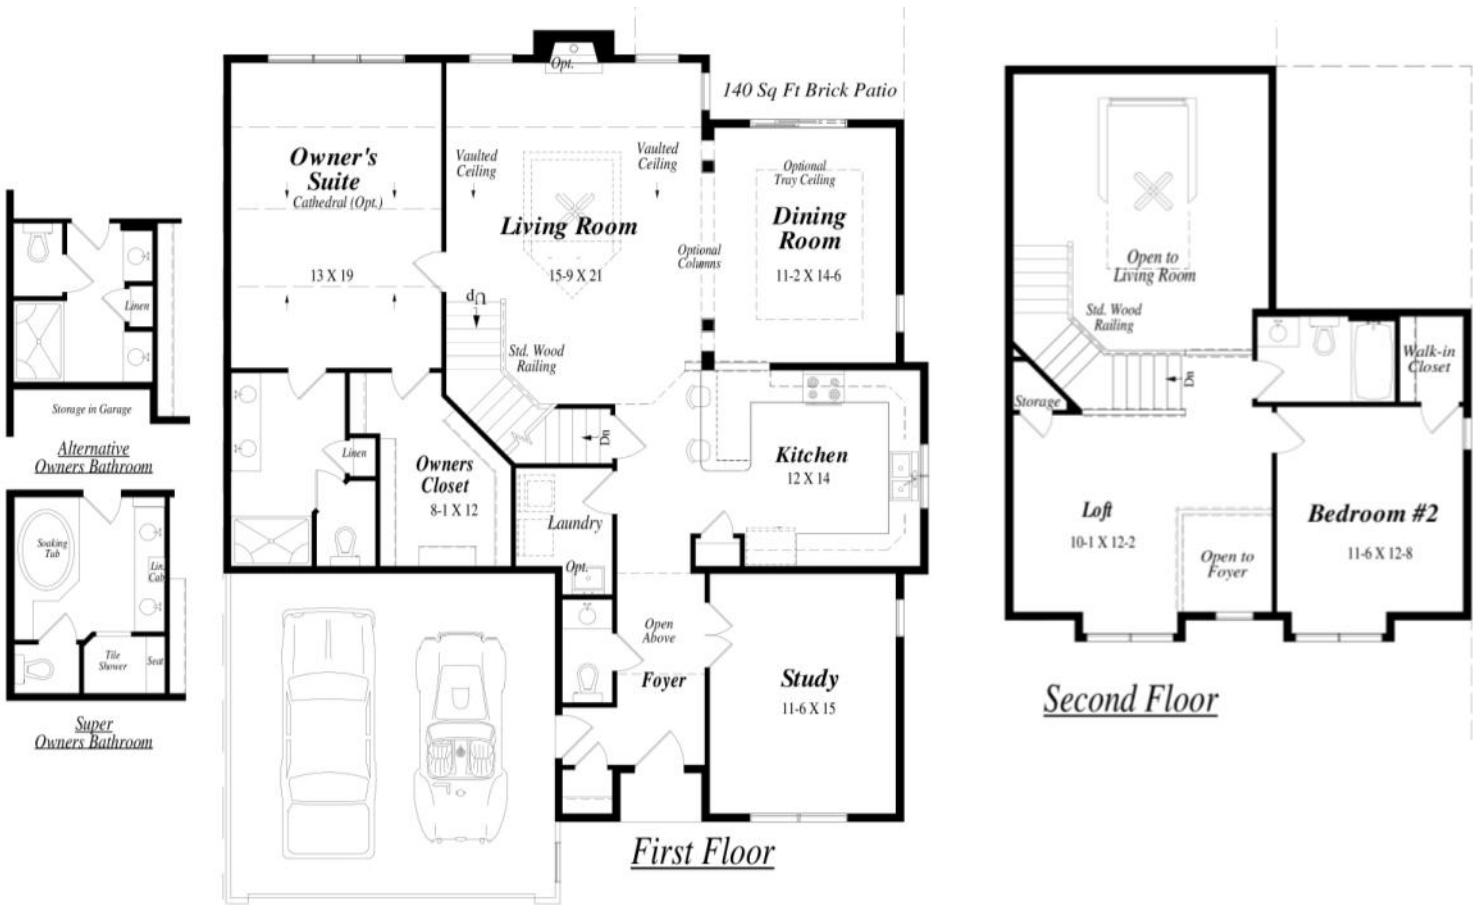 Linen
Storage in Garage
Alternative
Owners Bathroom
Soaking
Tub
Lin.
Cab
Tile
Shower
Seat
Super
Owners Bathroom
Opt.
140 Sq Ft Brick Patio
Owner's
Suite
Cathedral (Opt.)
13 X 19
Vaulted
Ceiling
Vaulted
Ceiling
Living Room
15-9 X 21
Optional
Columns
Optional
Tray Ceiling
Dining
Room
11-2 X 14-6
Up
Std. Wood
Railing
Dn
Linen
Owners
Closet
8-1 X 12
Laundry
Opt.
Kitchen
12 X 14
Open
Above
Foyer
Study
11-6 X 15
First Floor
Open to
Living Room
Std. Wood
Railing
Dn
Storage
Walk-in
Closet
Loft
10-1 X 12-2
Open to
Foyer
Bedroom #2
11-6 X 12-8
Second Floor